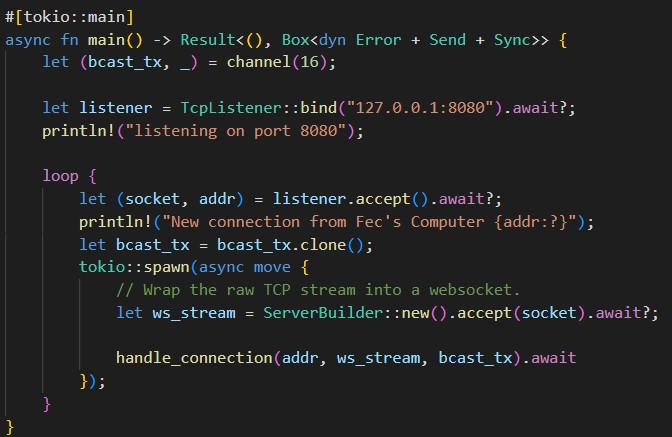 #[tokio::main]
async fn main() -> Result<(), Box<dyn Error + Send + Sync>> {
    let (bcast_tx, _) = channel(16);

    let listener = TcpListener::bind("127.0.0.1:8080").await?;
    println!("listening on port 8080");

    loop {
        let (socket, addr) = listener.accept().await?;
        println!("New connection from Fec's Computer {addr:?}");
        let bcast_tx = bcast_tx.clone();
        tokio::spawn(async move {
            // Wrap the raw TCP stream into a websocket.
            let ws_stream = ServerBuilder::new().accept(socket).await?;

            handle_connection(addr, ws_stream, bcast_tx).await
        });
    }
}